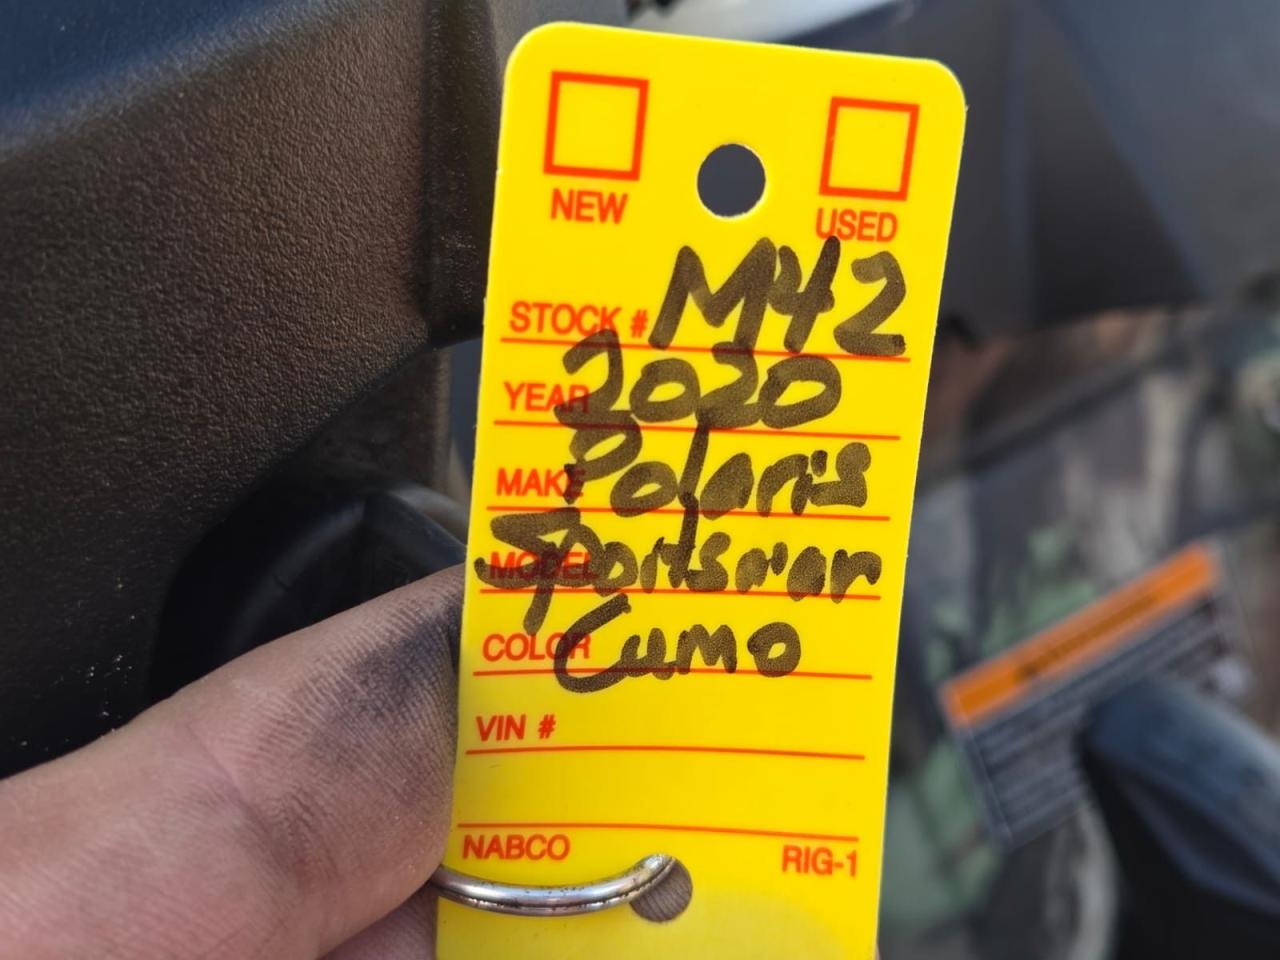 NEW
USED
STOCK # M42
YEAR 2020
MAKE Polaris
MODEL Sportsman
COLOR Camo
VIN #
NABCO RIG-1